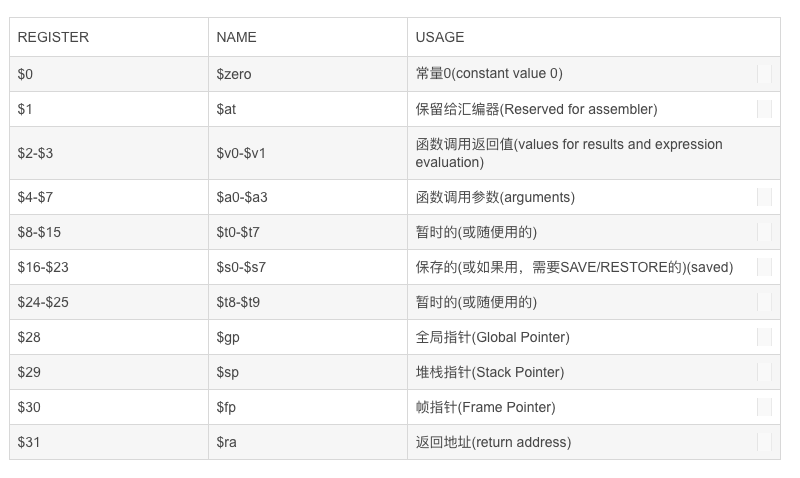 REGISTER NAME USAGE
$0 $zero 常量0(constant value 0)
$1 $at 保留给汇编器(Reserved for assembler)
$2-$3 $v0-$v1 函数调用返回值(values for results and expression
evaluation)
$4-$7 $a0-$a3 函数调用参数(arguments)
$8-$15 $t0-$t7 暂时的(或随便用的)
$16-$23 $s0-$s7 保存的(或如果用，需要SAVE/RESTORE的)(saved)
$24-$25 $t8-$t9 暂时的(或随便用的)
$28 $gp 全局指针(Global Pointer)
$29 $sp 堆栈指针(Stack Pointer)
$30 $fp 帧指针(Frame Pointer)
$31 $ra 返回地址(return address)